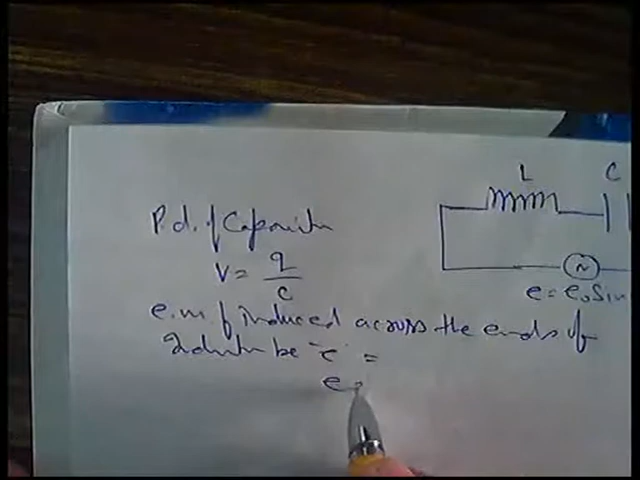 L C
P.d. of Capacitor
V = q/c
e = e₀ Sin
e.m.f induced across the ends of
Inductor be "e" =
e =